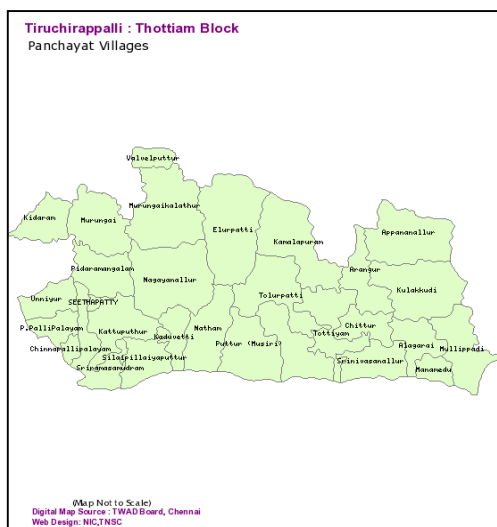 Tiruchirappalli : Thottiam Block
Panchayat Villages
Valvelputtur
Murungaikalathur
Kidaram
Murungai
Elurpatti
Kamalapuram
Appananallur
Pidaramangalam
Nagayanallur
Arangur
Kulakkudi
Unniyur
SEETHAPATTY
Tolurpatti
P.PalliPalayam
Kattuputhur
Kaduvetti
Natham
Chittur
Tottiyam
Puttur (Musiri)
Chinnapallipalayam
Silaipillaiyaputtur
Alagarai
Mullippadi
Srinivasanallur
Manamedu
(Map Not to Scale)
Digital Map Source : TWAD Board, Chennai
Web Design: NIC,TNSC